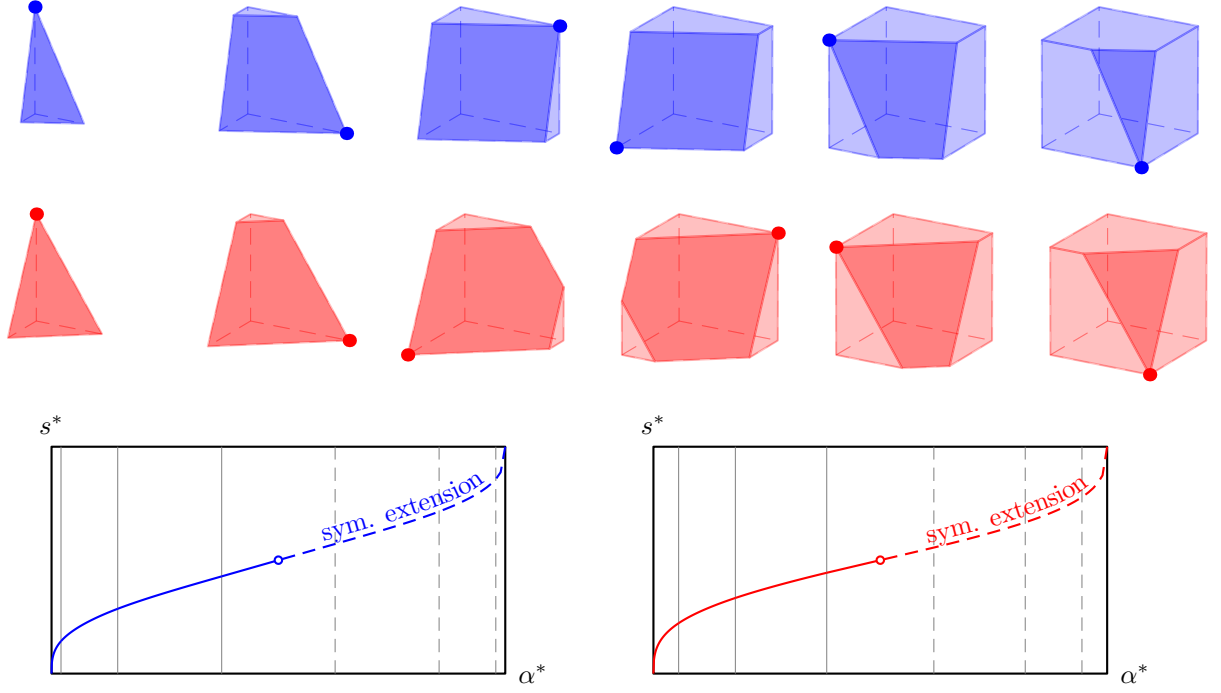 s*
s*
sym. extension
sym. extension
α*
α*